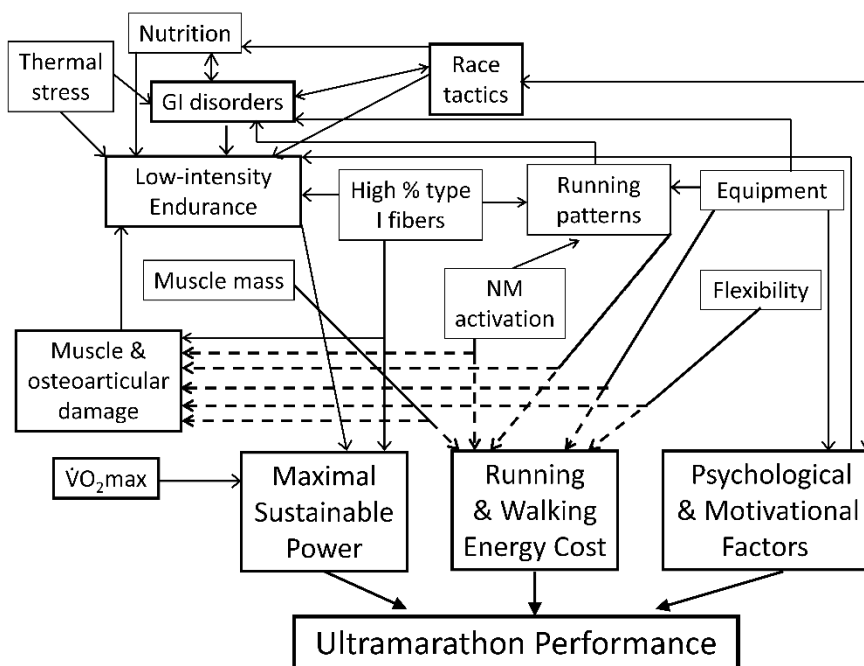 Nutrition
Thermal
stress
Race
tactics
GI disorders
Low-intensity
Endurance
High % type
I fibers
Running
patterns
Equipment
Muscle mass
NM
activation
Flexibility
Muscle &
osteoarticular
damage
V̇O₂max
Maximal
Sustainable
Power
Running
& Walking
Energy Cost
Psychological
& Motivational
Factors
Ultramarathon Performance